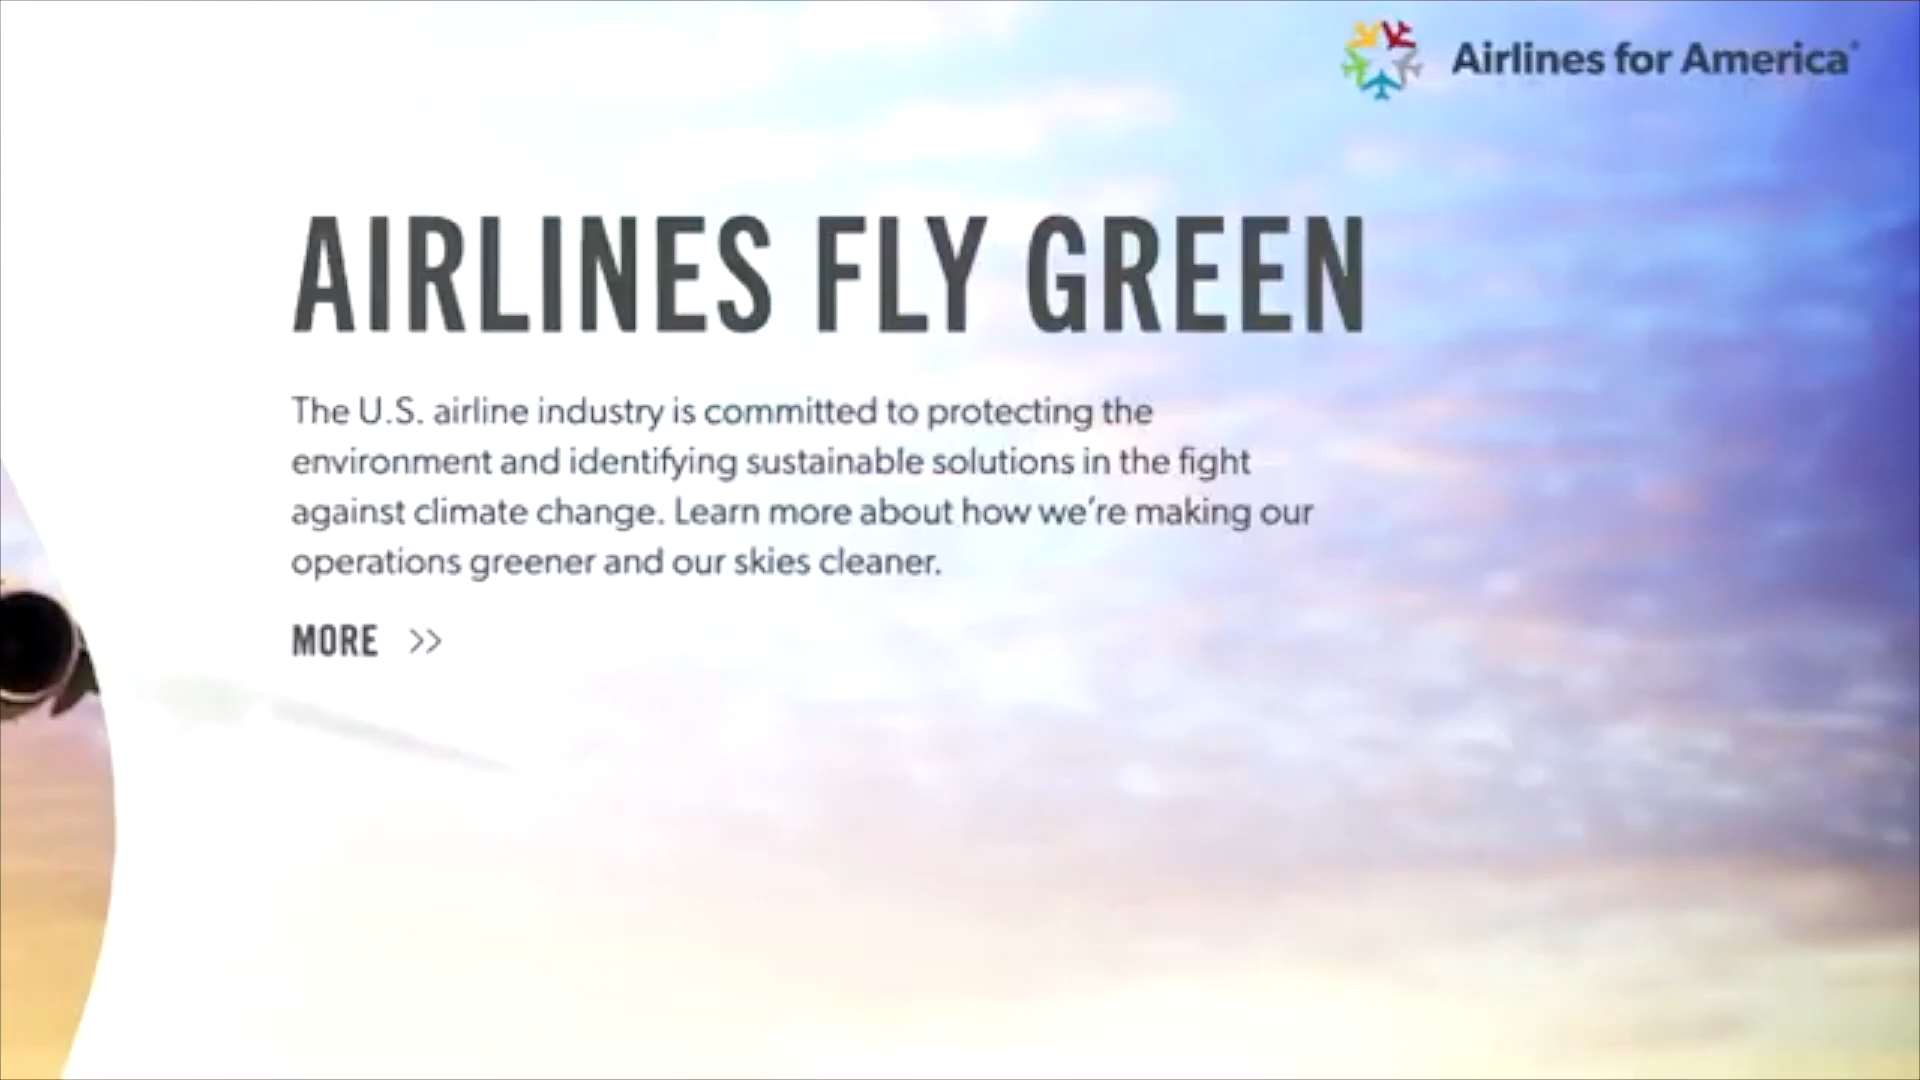 Airlines for America®
AIRLINES FLY GREEN
The U.S. airline industry is committed to protecting the
environment and identifying sustainable solutions in the fight
against climate change. Learn more about how we're making our
operations greener and our skies cleaner.
MORE >>